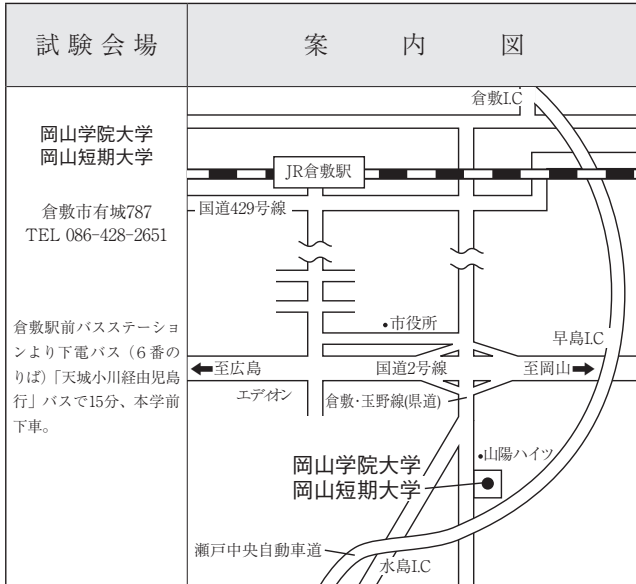 試験会場
案内図
岡山学院大学
岡山短期大学
倉敷市有城787
TEL 086-428-2651
倉敷駅前バスステーショ
ンより下電バス（6番の
りば）「天城小川経由児島
行」バスで15分、本学前
下車。
倉敷I.C
JR倉敷駅
国道429号線
•市役所
早島I.C
至広島
国道2号線
至岡山
エディオン
倉敷・玉野線(県道)
•山陽ハイツ
岡山学院大学
岡山短期大学
瀬戸中央自動車道
水島I.C